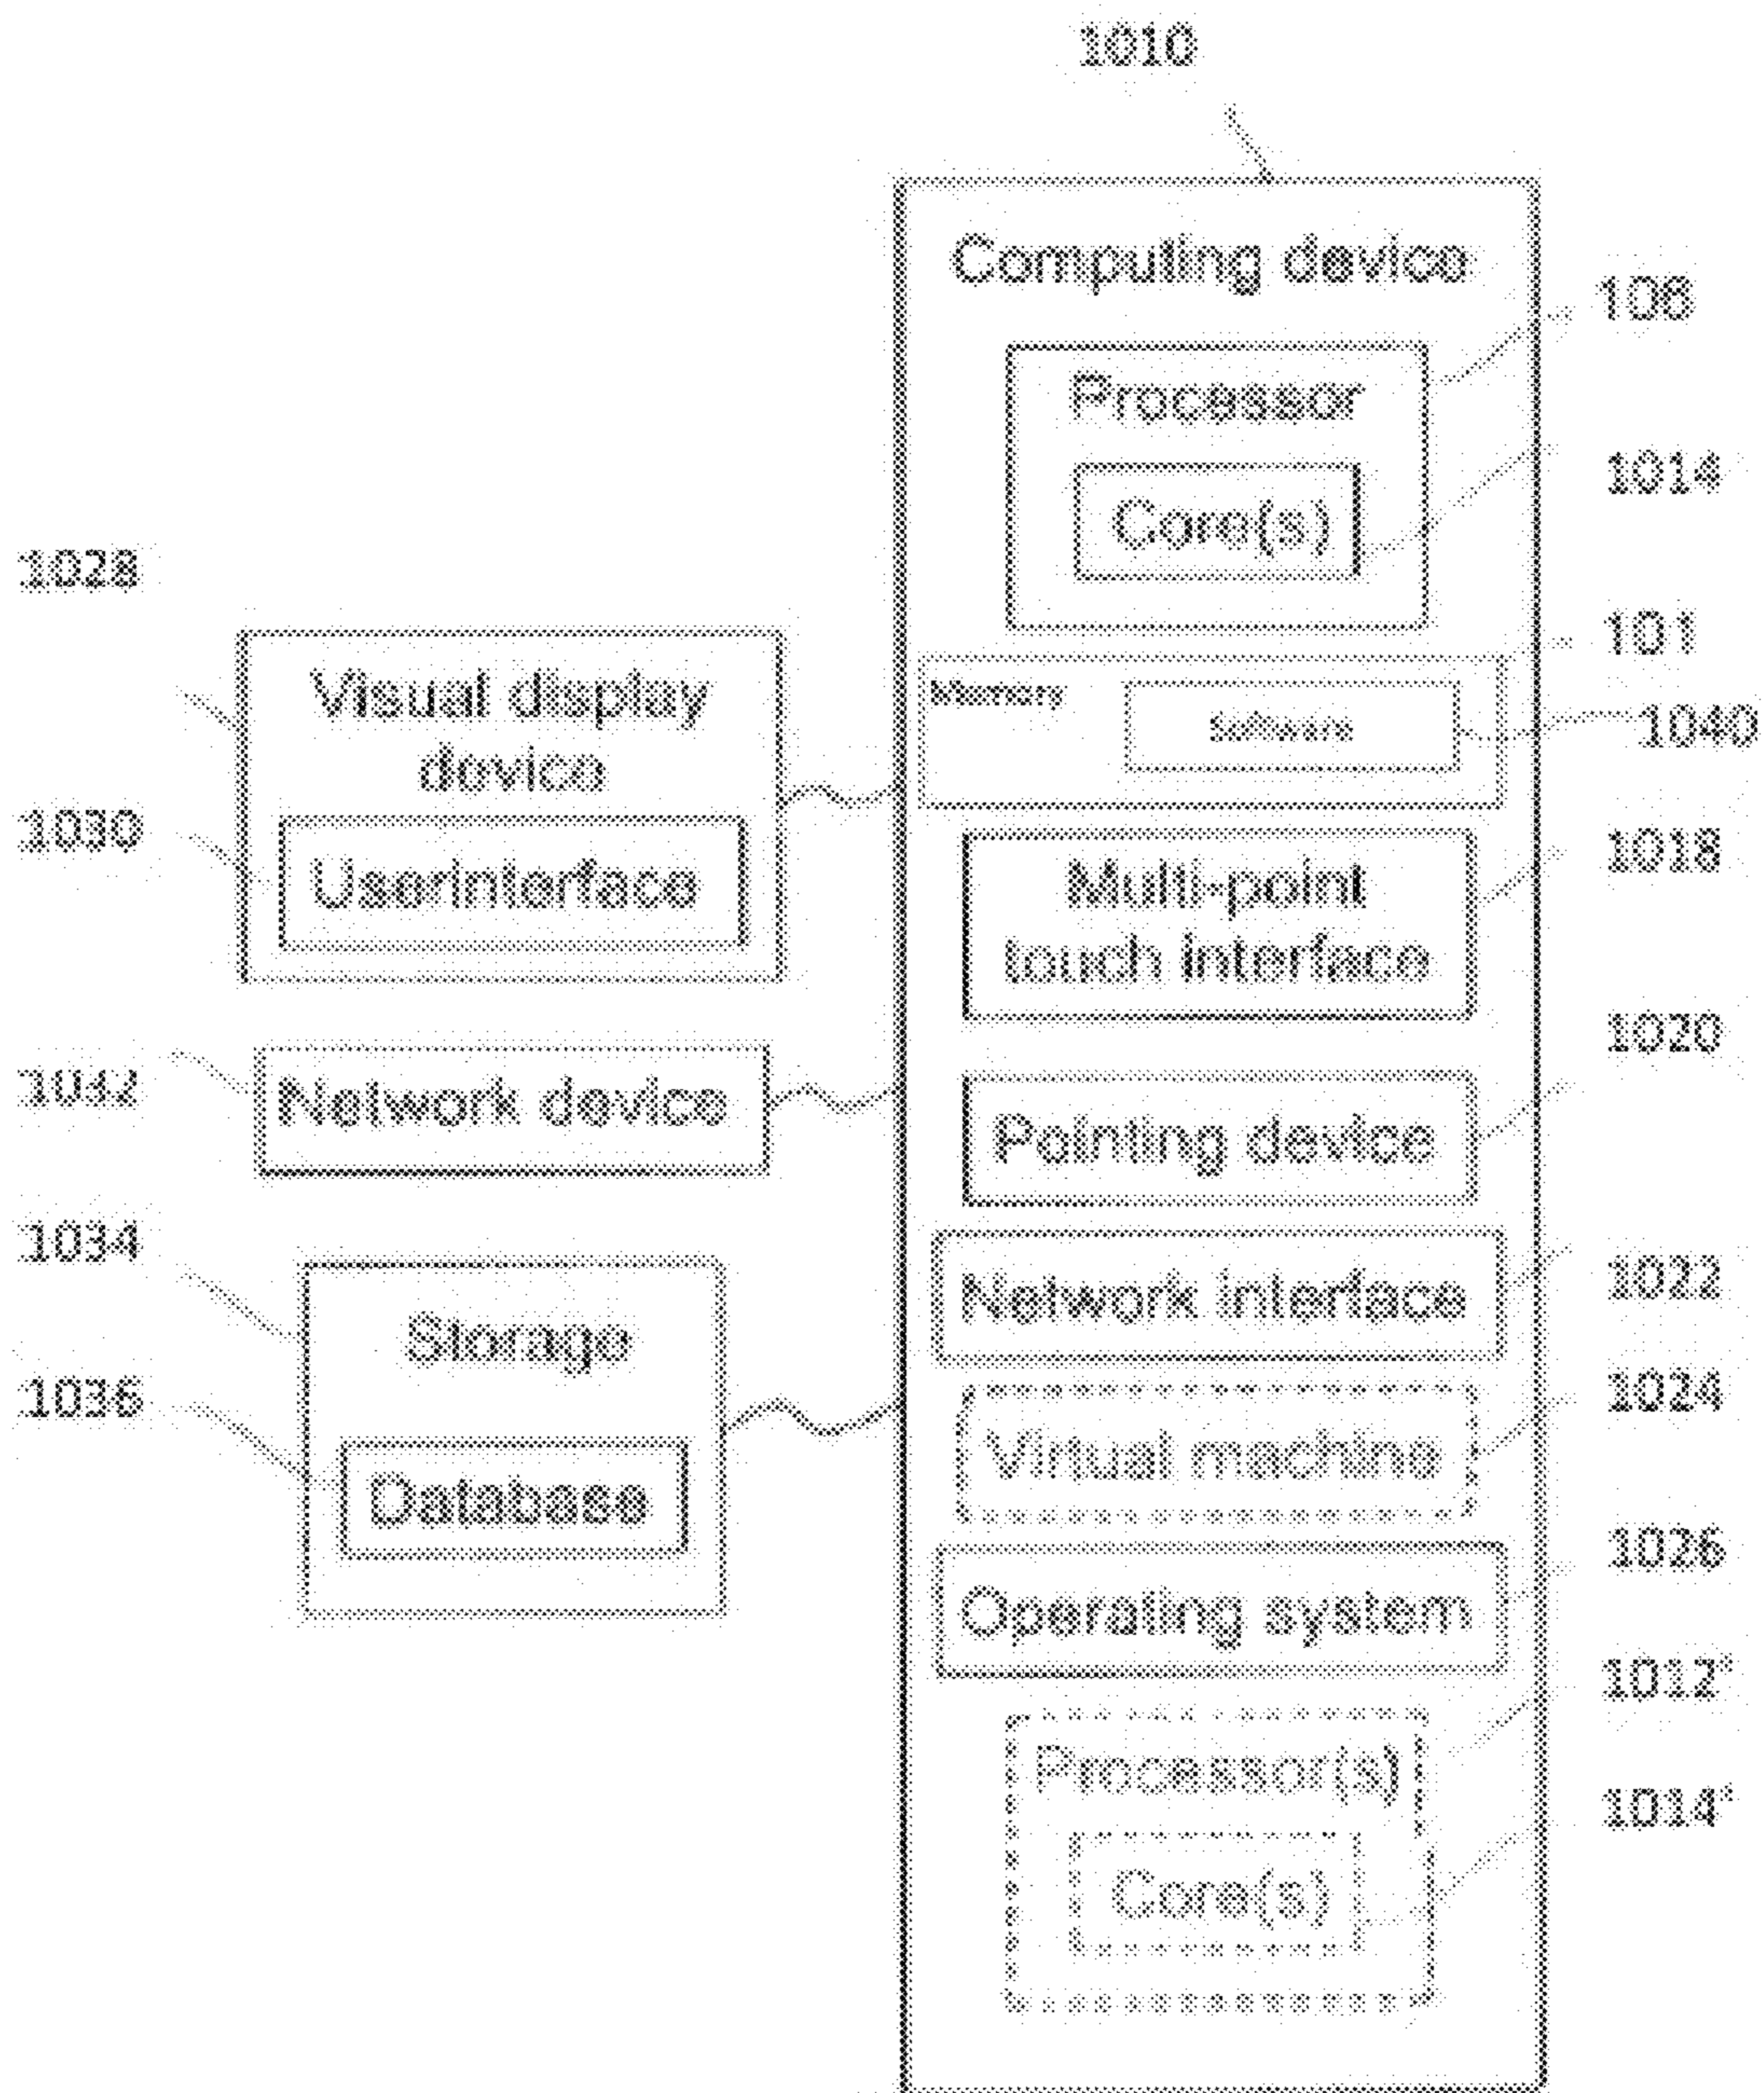 1010
Computing device
106
Processor
1014
Core(s)
1028
101
Memory
Software
1040
Visual display
device
1030
Userinterface
1018
Multi-point
touch interface
1020
1032
Network device
Pointing device
1034
Storage
1022
Network interface
1036
Database
1024
Virtual machine
1026
Operating system
1012'
Processor(s)
1014'
Core(s)